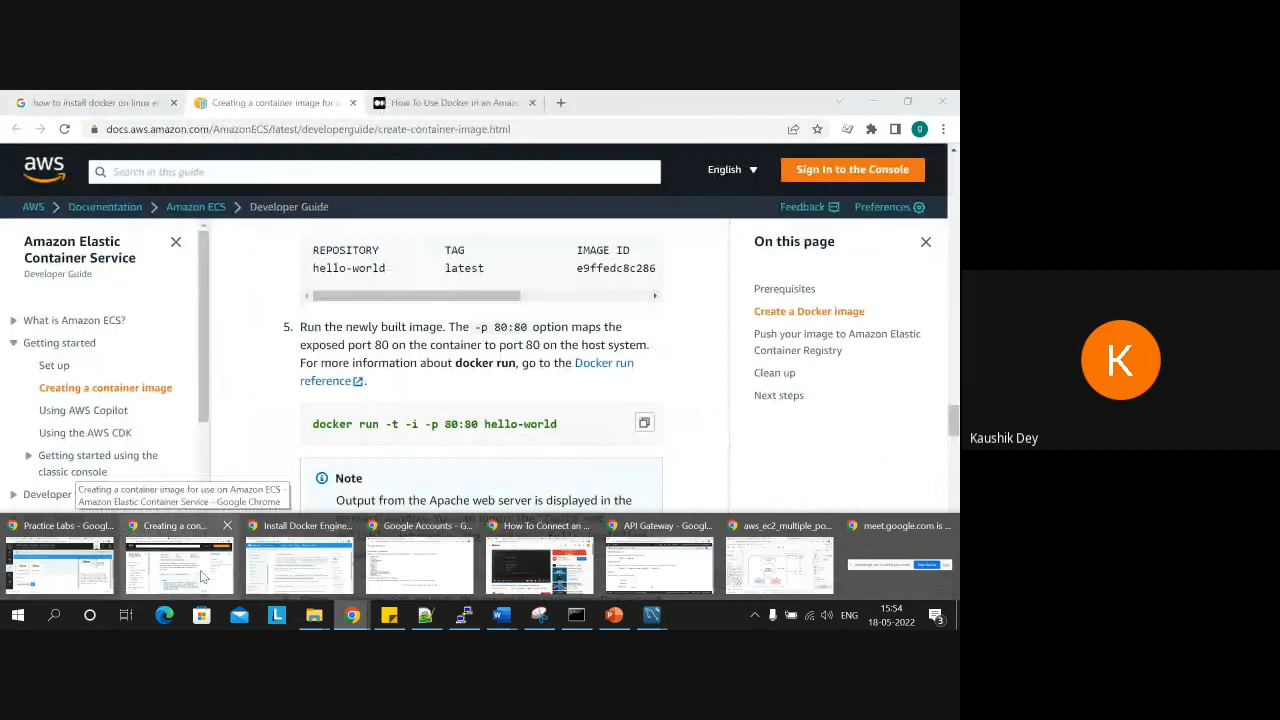 how to install docker on linux e
Creating a container image for u
How To Use Docker in an Amaz
docs.aws.amazon.com/AmazonECS/latest/developerguide/create-container-image.html
g
aws
Search in this guide
English
Sign In to the Console
AWS
Documentation
Amazon ECS
Developer Guide
Feedback
Preferences
Amazon Elastic
Container Service
Developer Guide
What is Amazon ECS?
Getting started
Set up
Creating a container image
Using AWS Copilot
Using the AWS CDK
Getting started using the
classic console
Developer
REPOSITORY TAG IMAGE ID
hello-world latest e9ffedc8c286
5. Run the newly built image. The -p 80:80 option maps the
exposed port 80 on the container to port 80 on the host system.
For more information about docker run, go to the Docker run
reference.
docker run -t -i -p 80:80 hello-world
Note
Output from the Apache web server is displayed in the
On this page
Prerequisites
Create a Docker image
Push your image to Amazon Elastic
Container Registry
Clean up
Next steps
Creating a container image for use on Amazon ECS -
Amazon Elastic Container Service - Google Chrome
Practice Labs - Googl...
Creating a con...
Install Docker Engine...
Google Accounts - G...
How To Connect an ...
API Gateway - Googl...
aws_ec2_multiple_po...
meet.google.com is ...
ENG
15:54
18-05-2022
3
K
Kaushik Dey